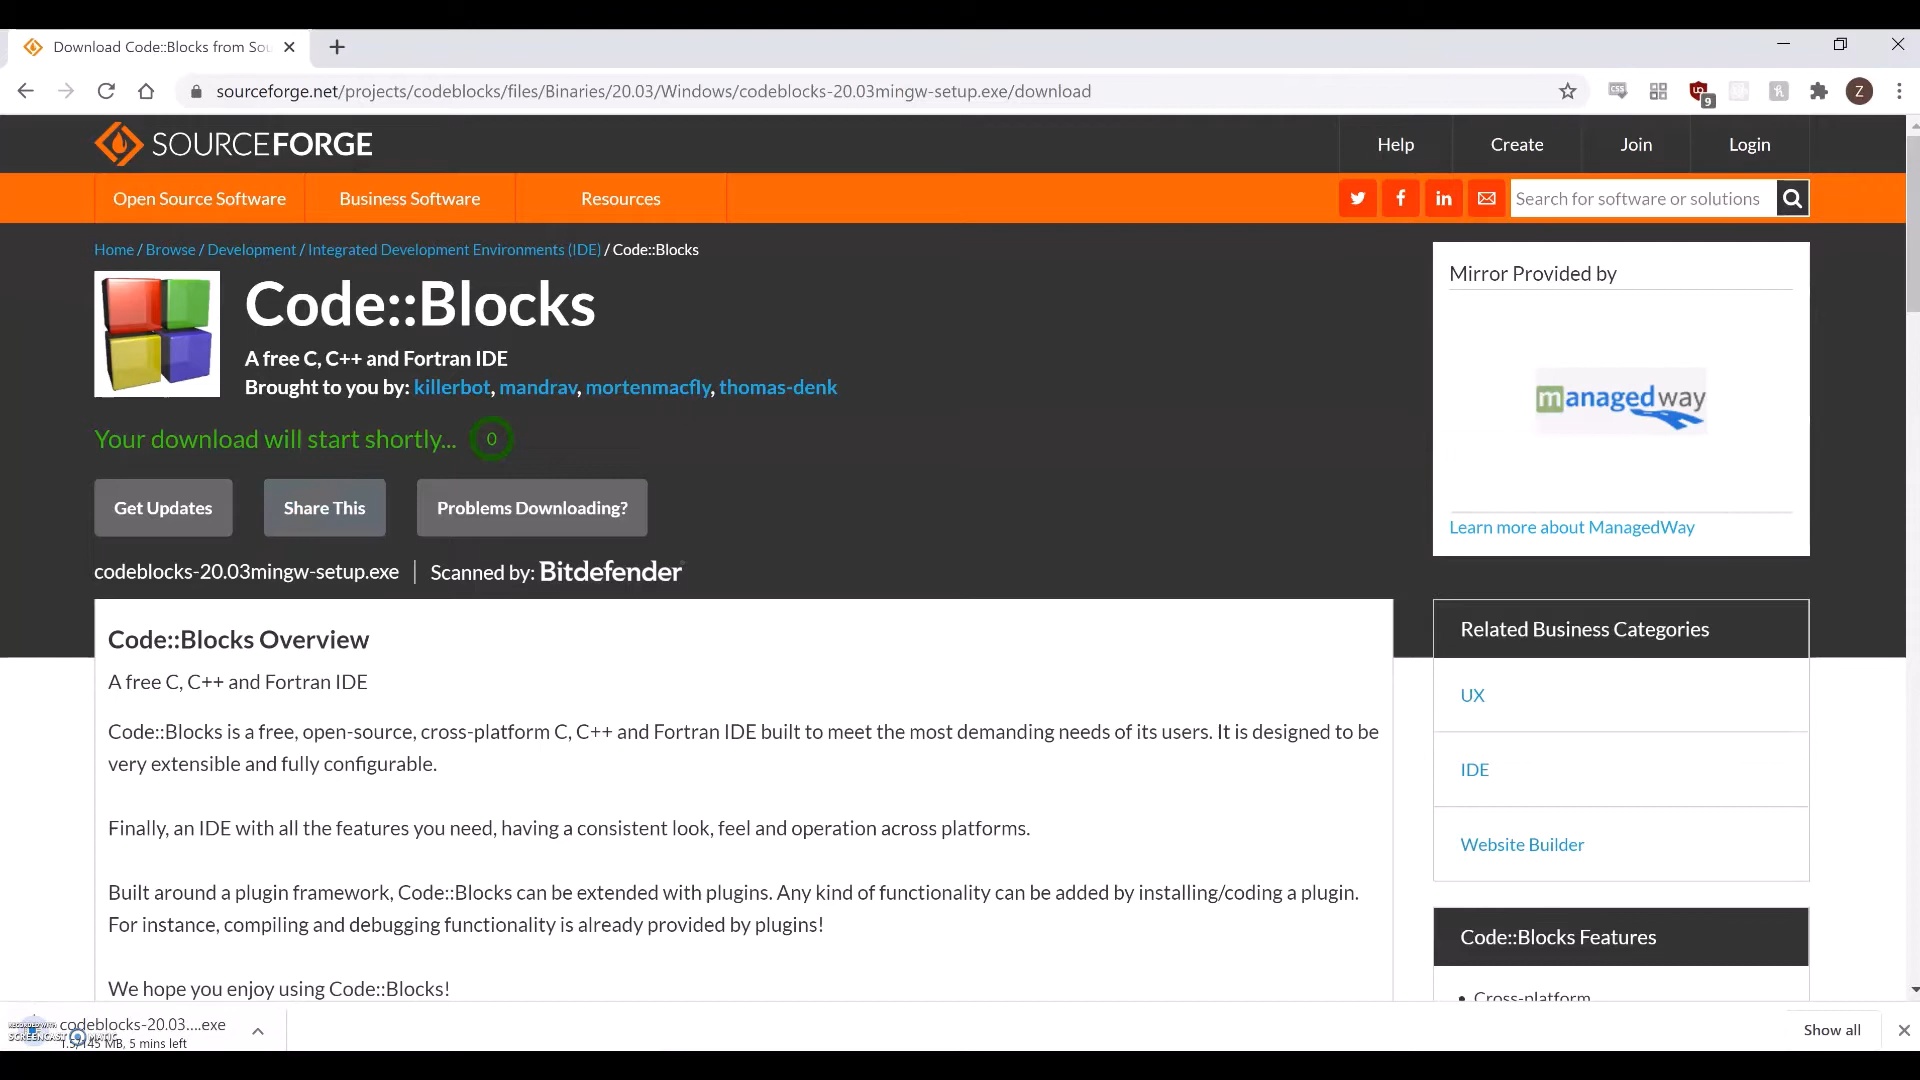 Download Code::Blocks from Sou
sourceforge.net/projects/codeblocks/files/Binaries/20.03/Windows/codeblocks-20.03mingw-setup.exe/download
9
Z
SOURCEFORGE
Help
Create
Join
Login
Open Source Software
Business Software
Resources
Search for software or solutions
Home / Browse / Development / Integrated Development Environments (IDE) / Code::Blocks
Code::Blocks
A free C, C++ and Fortran IDE
Brought to you by: killerbot, mandrav, mortenmacfly, thomas-denk
Your download will start shortly... 0
Get Updates
Share This
Problems Downloading?
codeblocks-20.03mingw-setup.exe | Scanned by: Bitdefender
Mirror Provided by
managedway
Learn more about ManagedWay
Code::Blocks Overview
A free C, C++ and Fortran IDE
Code::Blocks is a free, open-source, cross-platform C, C++ and Fortran IDE built to meet the most demanding needs of its users. It is designed to be
very extensible and fully configurable.
Finally, an IDE with all the features you need, having a consistent look, feel and operation across platforms.
Built around a plugin framework, Code::Blocks can be extended with plugins. Any kind of functionality can be added by installing/coding a plugin.
For instance, compiling and debugging functionality is already provided by plugins!
We hope you enjoy using Code::Blocks!
Related Business Categories
UX
IDE
Website Builder
Code::Blocks Features
• Cross-platform
codeblocks-20.03....exe
1.5/145 MB, 5 mins left
RECORDED WITH
SCREENCAST MATIC
Show all